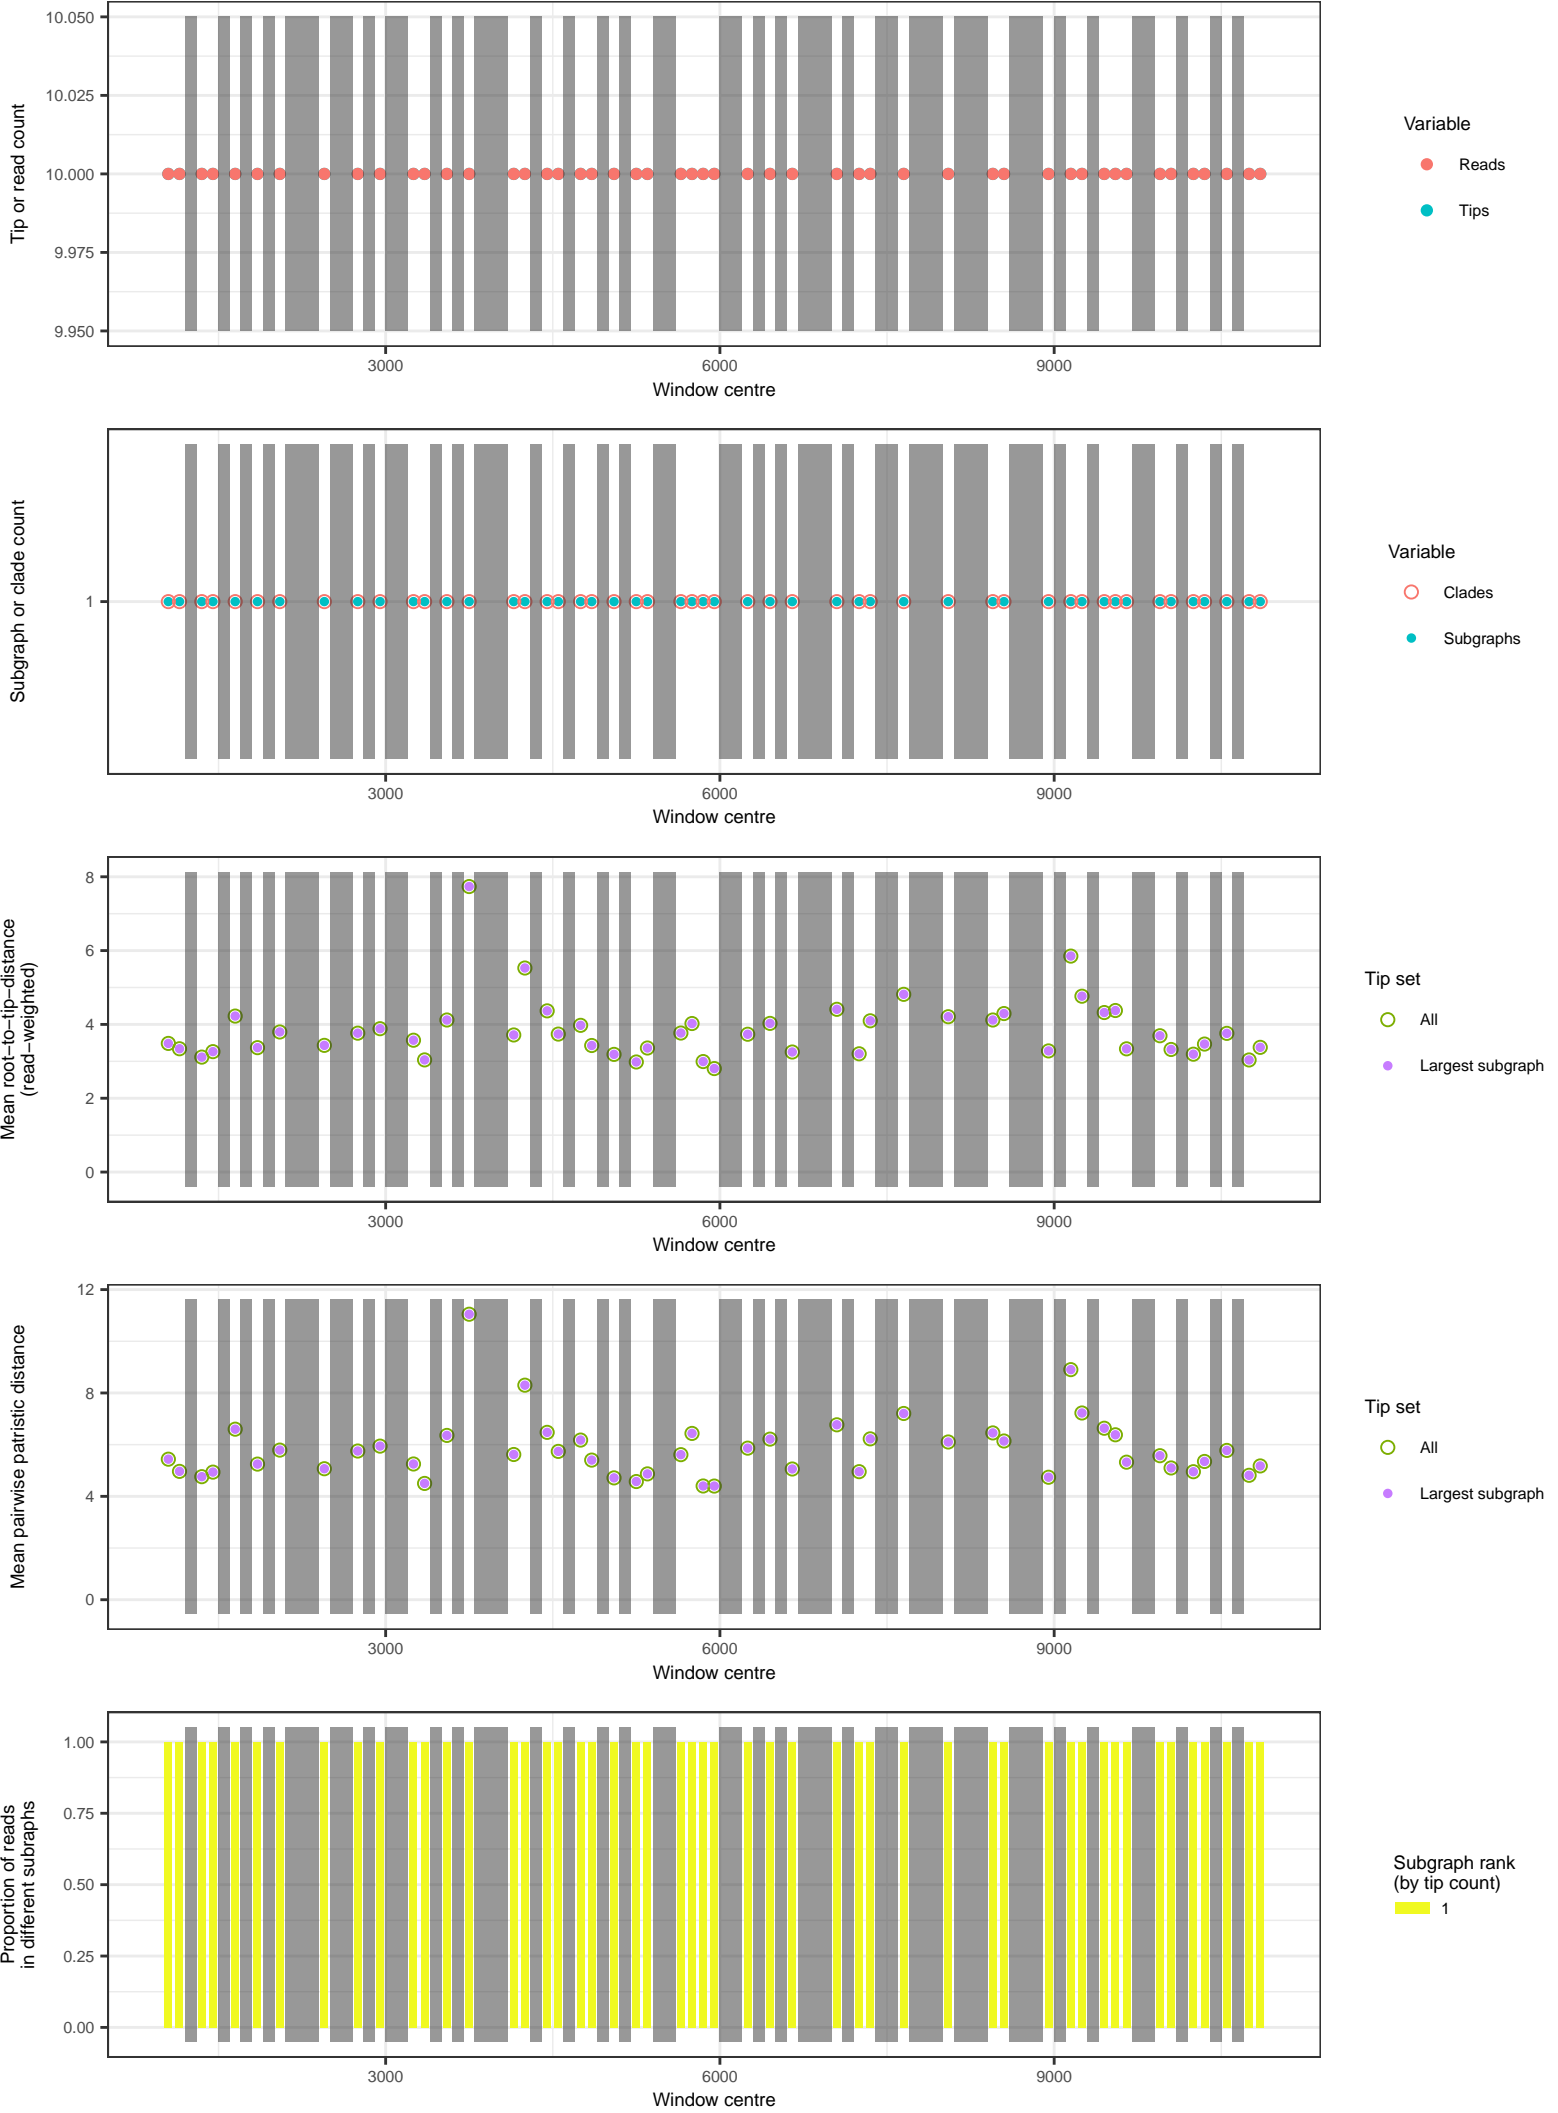 10.050
10.025
10.000
9.975
9.950
Tip or read count
3000
6000
9000
Window centre
Variable
Reads
Tips
1
Subgraph or clade count
3000
6000
9000
Window centre
Variable
Clades
Subgraphs
8
6
4
2
0
Mean root−to−tip−distance
(read−weighted)
3000
6000
9000
Window centre
Tip set
All
Largest subgraph
12
8
4
0
Mean pairwise patristic distance
3000
6000
9000
Window centre
Tip set
All
Largest subgraph
1.00
0.75
0.50
0.25
0.00
Proportion of reads
in different subraphs
3000
6000
9000
Window centre
Subgraph rank
(by tip count)
1